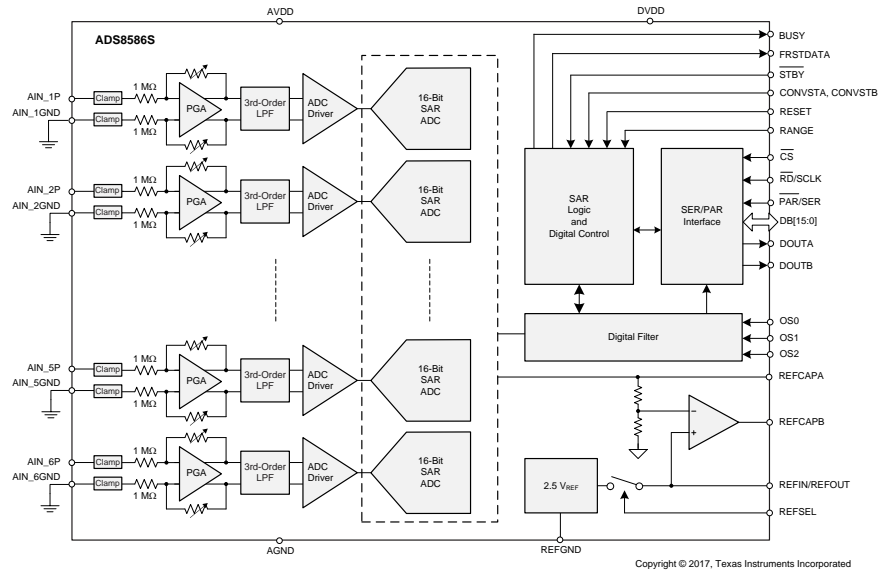 AVDD
DVDD
ADS8586S
AIN_1P
AIN_1GND
Clamp
Clamp
1 MΩ
1 MΩ
PGA
3rd-Order
LPF
ADC
Driver
16-Bit
SAR
ADC
AIN_2P
AIN_2GND
Clamp
Clamp
1 MΩ
1 MΩ
PGA
3rd-Order
LPF
ADC
Driver
16-Bit
SAR
ADC
AIN_5P
AIN_5GND
Clamp
Clamp
1 MΩ
1 MΩ
PGA
3rd-Order
LPF
ADC
Driver
16-Bit
SAR
ADC
AIN_6P
AIN_6GND
Clamp
Clamp
1 MΩ
1 MΩ
PGA
3rd-Order
LPF
ADC
Driver
16-Bit
SAR
ADC
SAR
Logic
and
Digital Control
SER/PAR
Interface
Digital Filter
2.5 VREF
−
+
BUSY
FRSTDATA
STBY
CONVSTA, CONVSTB
RESET
RANGE
CS
RD/SCLK
PAR/SER
DB[15:0]
DOUTA
DOUTB
OS0
OS1
OS2
REFCAPA
REFCAPB
REFIN/REFOUT
REFSEL
AGND
REFGND
Copyright © 2017, Texas Instruments Incorporated